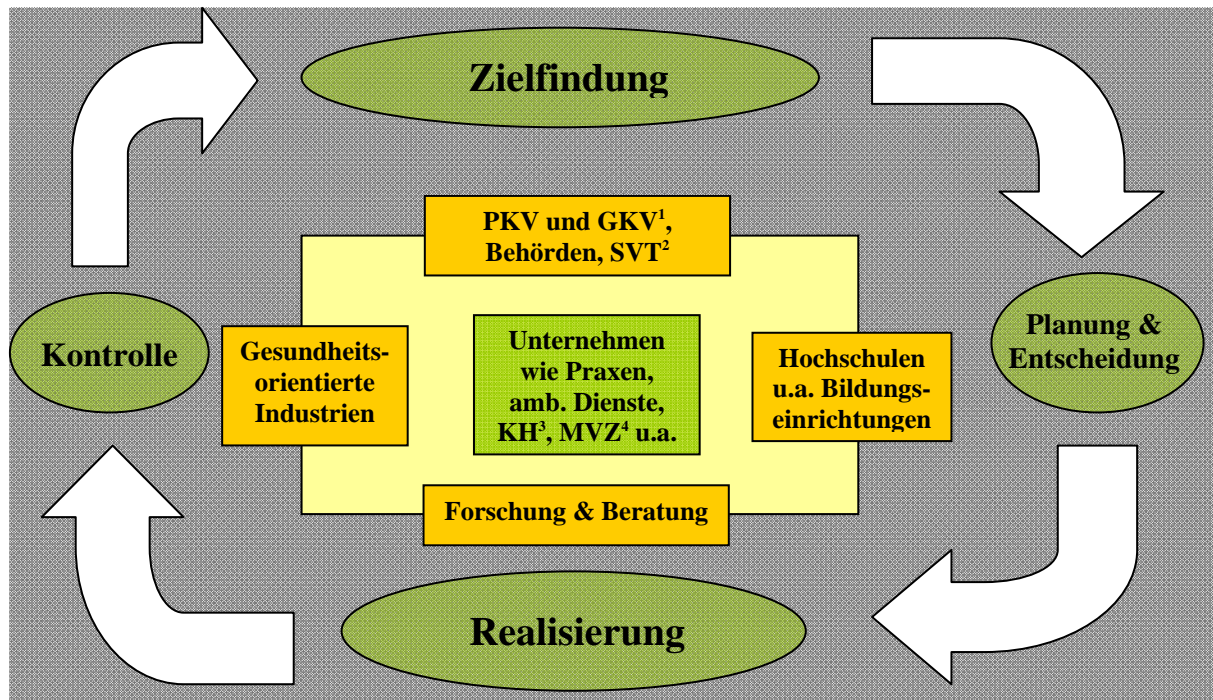 Zielfindung
PKV und GKV¹,
Behörden, SVT²
Kontrolle
Gesundheits-
orientierte
Industrien
Unternehmen
wie Praxen,
amb. Dienste,
KH³, MVZ⁴ u.a.
Hochschulen
u.a. Bildungs-
einrichtungen
Planung &
Entscheidung
Forschung & Beratung
Realisierung